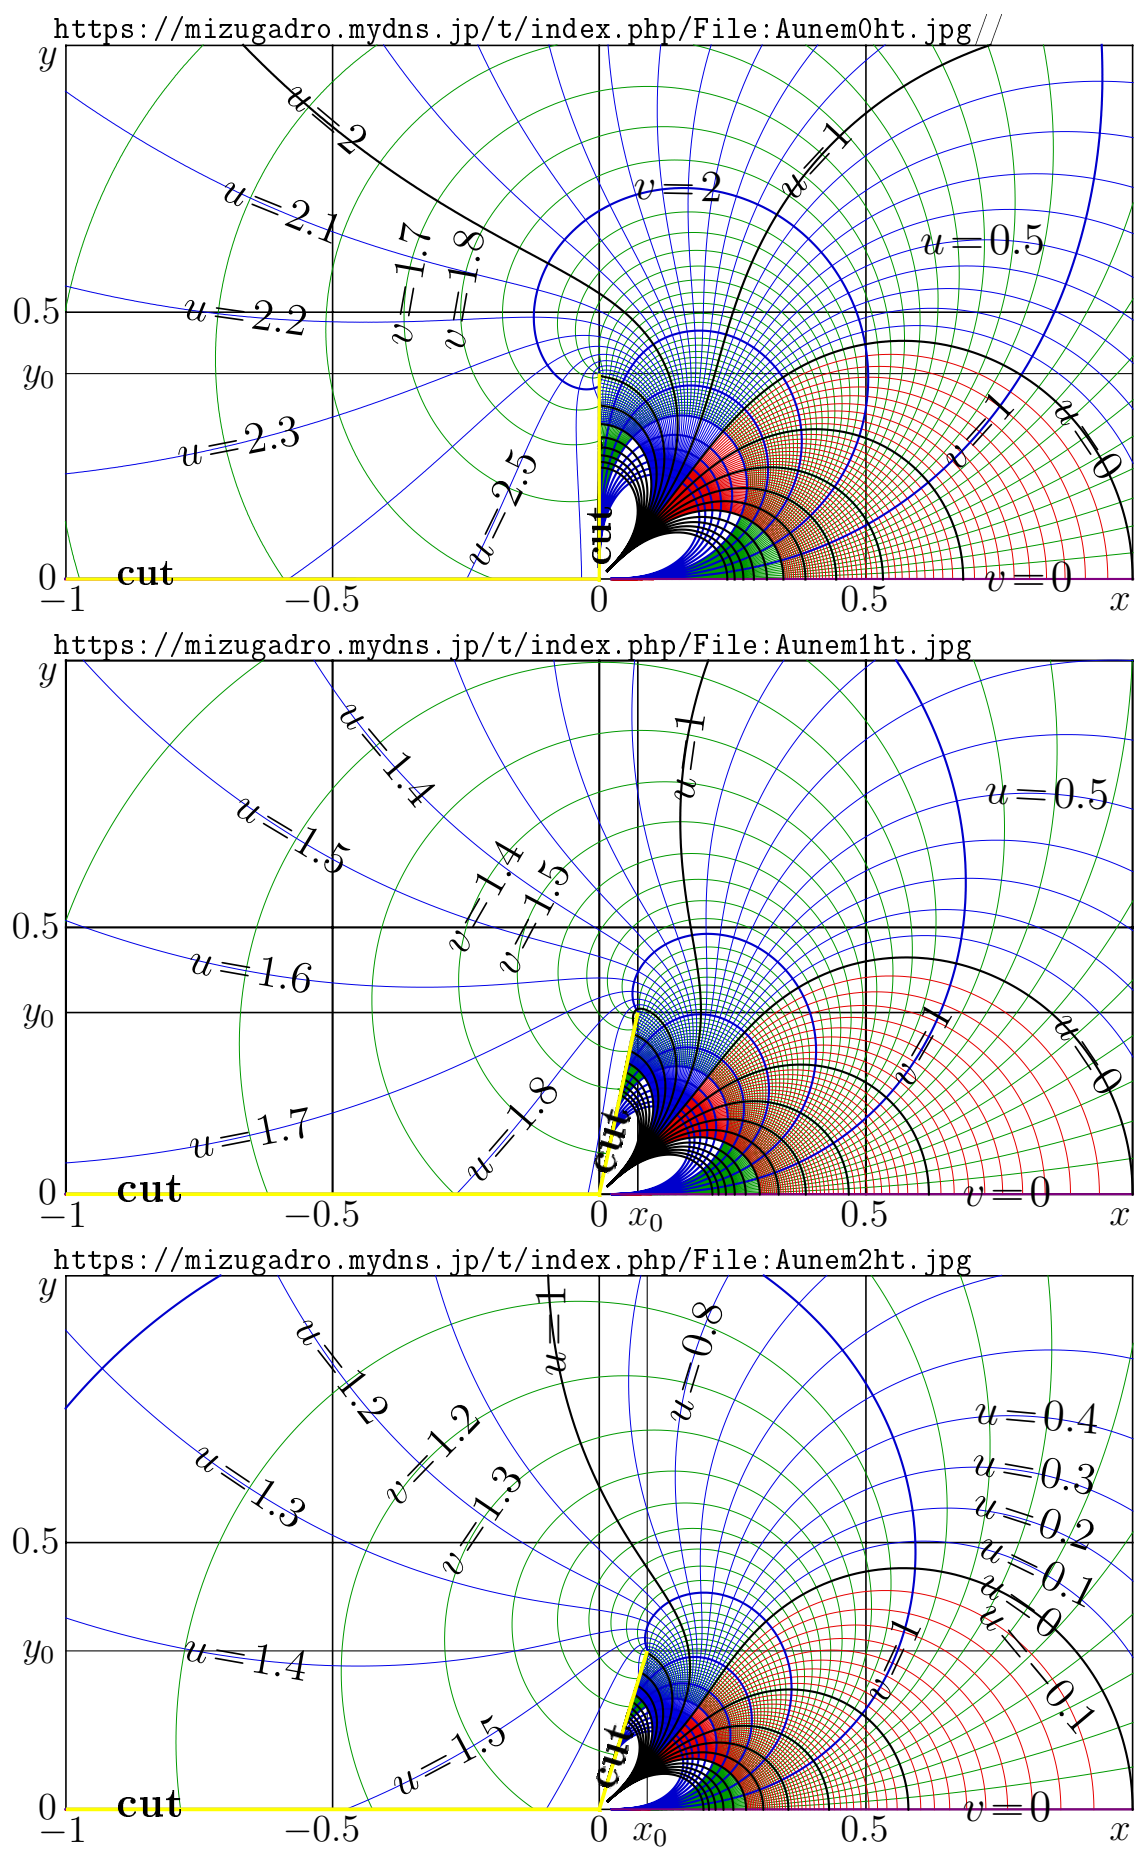 https://mizugadro.mydns.jp/t/index.php/File:Aunem0ht.jpg
y
u=2
u=1
v=2
u=2.1
v=1.7
v=1.8
u=0.5
0.5
u=2.2
y₀
u=2.3
u=2.5
v=1
u=0
cut
0
cut
v=0
−1
−0.5
0
0.5
x
https://mizugadro.mydns.jp/t/index.php/File:Aunem1ht.jpg
y
u=1.4
u=1
u=1.5
u=0.5
v=1.4
v=1.5
0.5
u=1.6
y₀
v=1
u=0
u=1.7
u=1.8
cut
0
cut
v=0
−1
−0.5
0
x₀
0.5
x
https://mizugadro.mydns.jp/t/index.php/File:Aunem2ht.jpg
y
u=1.2
u=1
u=0.8
u=1.3
v=1.2
v=1.3
u=0.4
u=0.3
u=0.2
u=0.1
u=0
u=−0.1
0.5
y₀
u=1.4
v=1
u=1.5
cut
0
cut
v=0
−1
−0.5
0
x₀
0.5
x